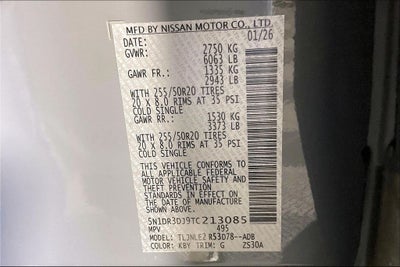 MFD BY NISSAN MOTOR CO., LTD.
DATE: 01/26
GVWR: 2750 KG
6063 LB
GAWR FR.: 1335 KG
2943 LB
WITH 255/50R20 TIRES
20 X 8.0 RIMS AT 35 PSI
COLD SINGLE
GAWR RR.: 1530 KG
3373 LB
WITH 255/50R20 TIRES
20 X 8.0 RIMS AT 35 PSI
COLD SINGLE
THIS VEHICLE CONFORMS TO
ALL APPLICABLE FEDERAL
MOTOR VEHICLE SAFETY AND
THEFT PREVENTION
STANDARDS IN EFFECT ON THE
DATE OF MANUFACTURE
SHOWN ABOVE.
5N1DR3DJ9TC213085
MPV 495
MODEL: TLJNLE2 R53D78--ADB
COLOR: KBY TRIM: G ZS30A